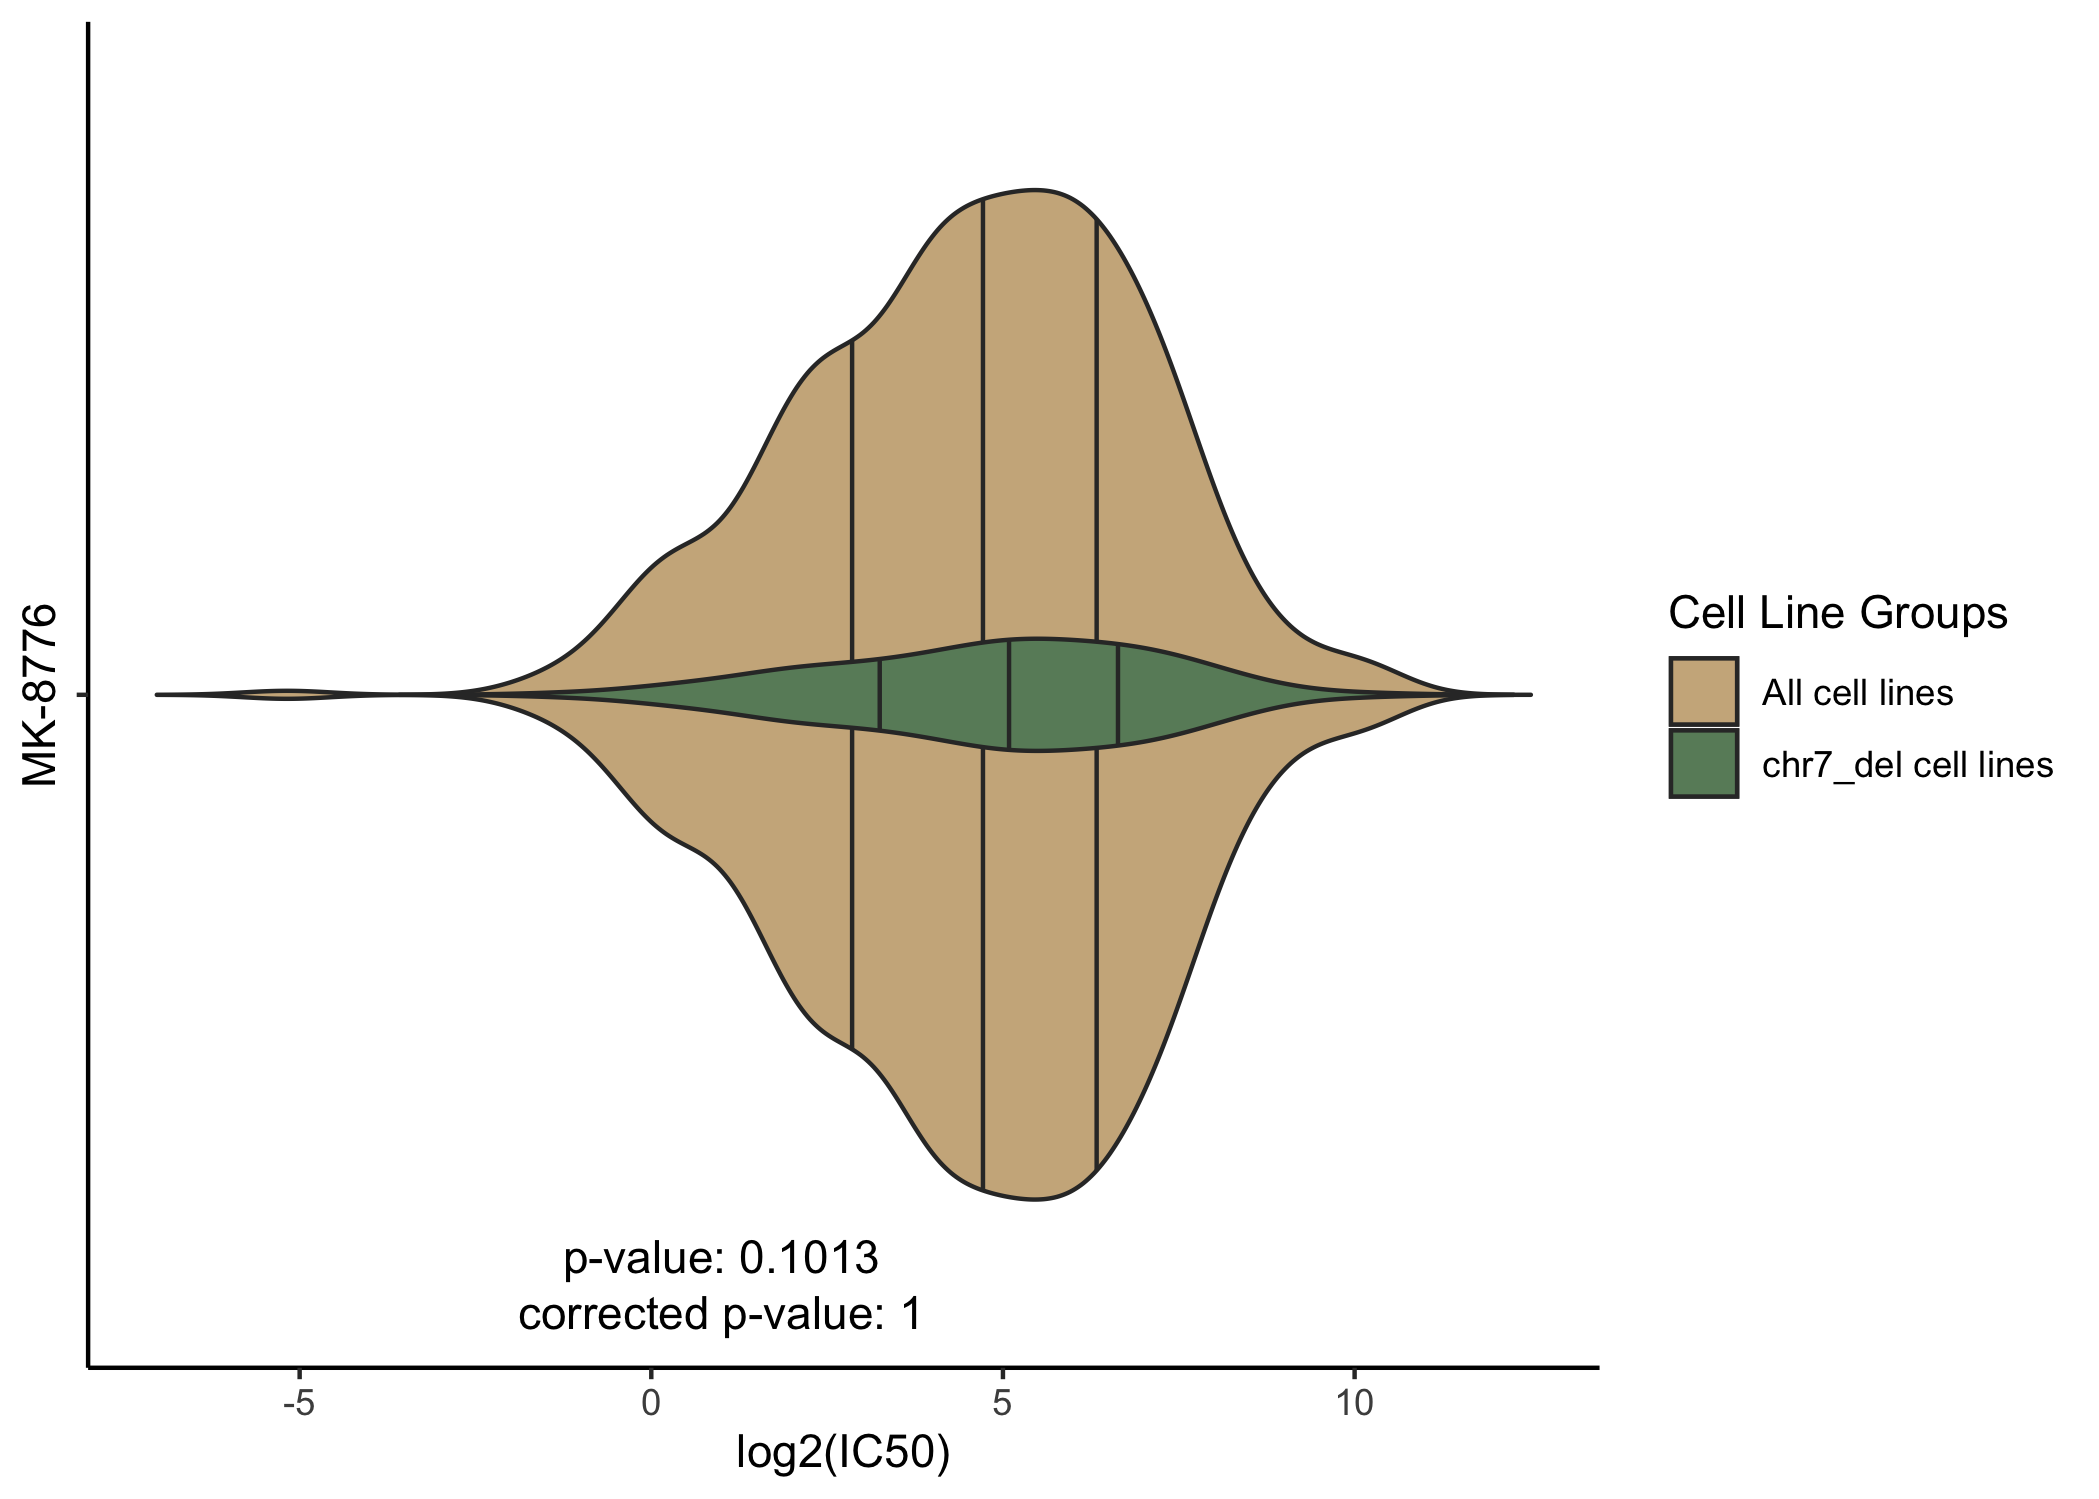 MK-8776
Cell Line Groups
All cell lines
chr7_del cell lines
p-value: 0.1013
corrected p-value: 1
-5
0
5
10
log2(IC50)